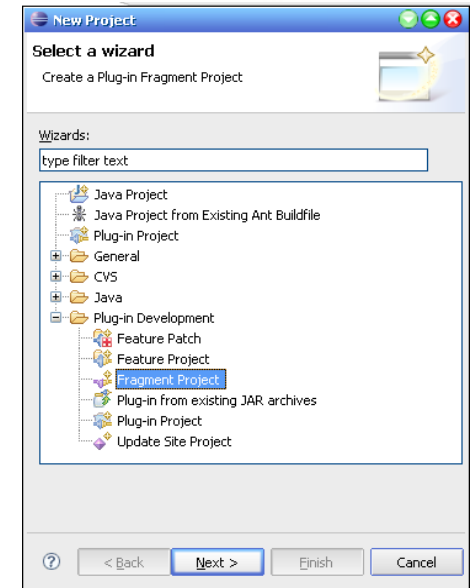 New Project
Select a wizard
Create a Plug-in Fragment Project
Wizards:
type filter text
Java Project
Java Project from Existing Ant Buildfile
Plug-in Project
General
CVS
Java
Plug-in Development
Feature Patch
Feature Project
Fragment Project
Plug-in from existing JAR archives
Plug-in Project
Update Site Project
? < Back Next > Finish Cancel